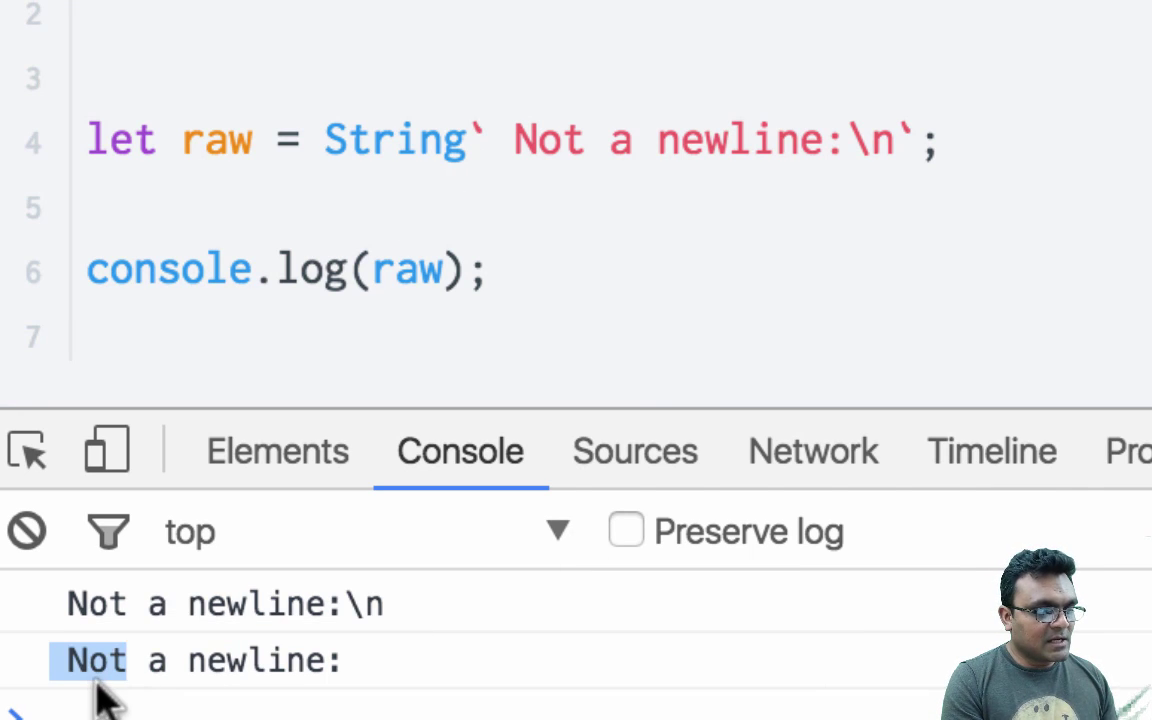 2
3
4 let raw = String` Not a newline:\n`;
5
6 console.log(raw);
7
Elements Console Sources Network Timeline Pro
top Preserve log
Not a newline:\n
Not a newline: